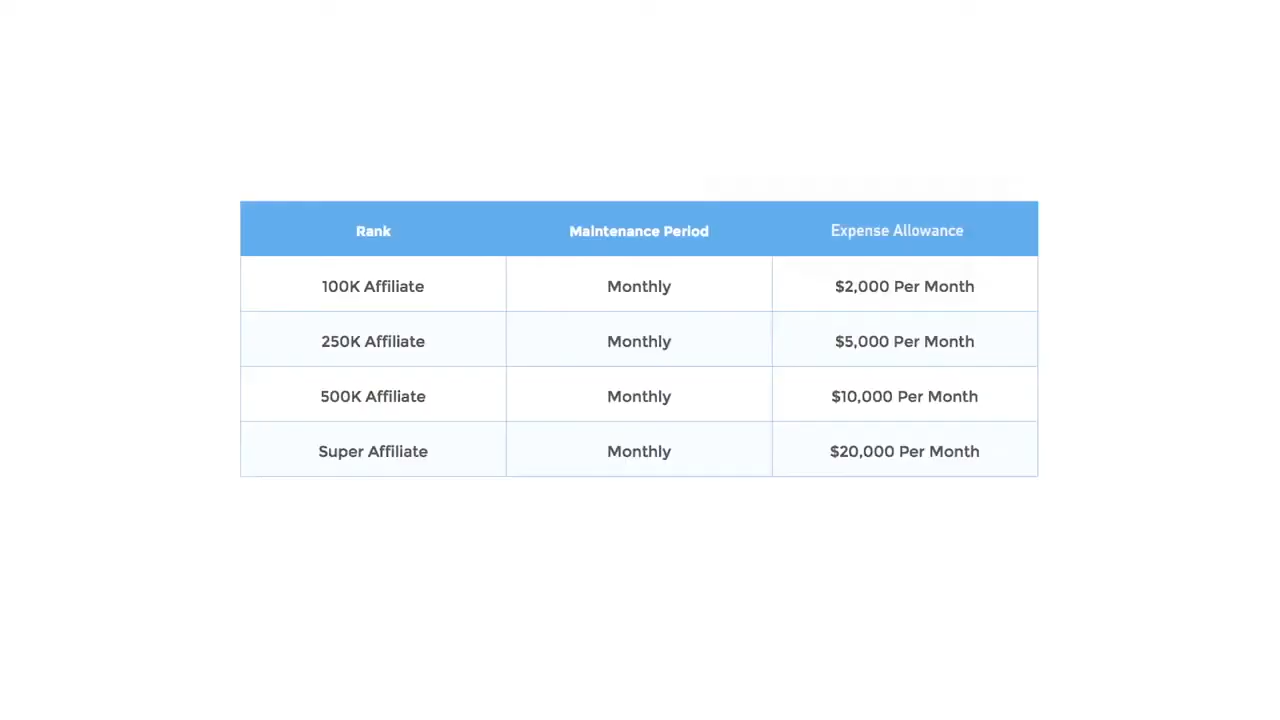 Rank Maintenance Period Expense Allowance
100K Affiliate Monthly $2,000 Per Month
250K Affiliate Monthly $5,000 Per Month
500K Affiliate Monthly $10,000 Per Month
Super Affiliate Monthly $20,000 Per Month